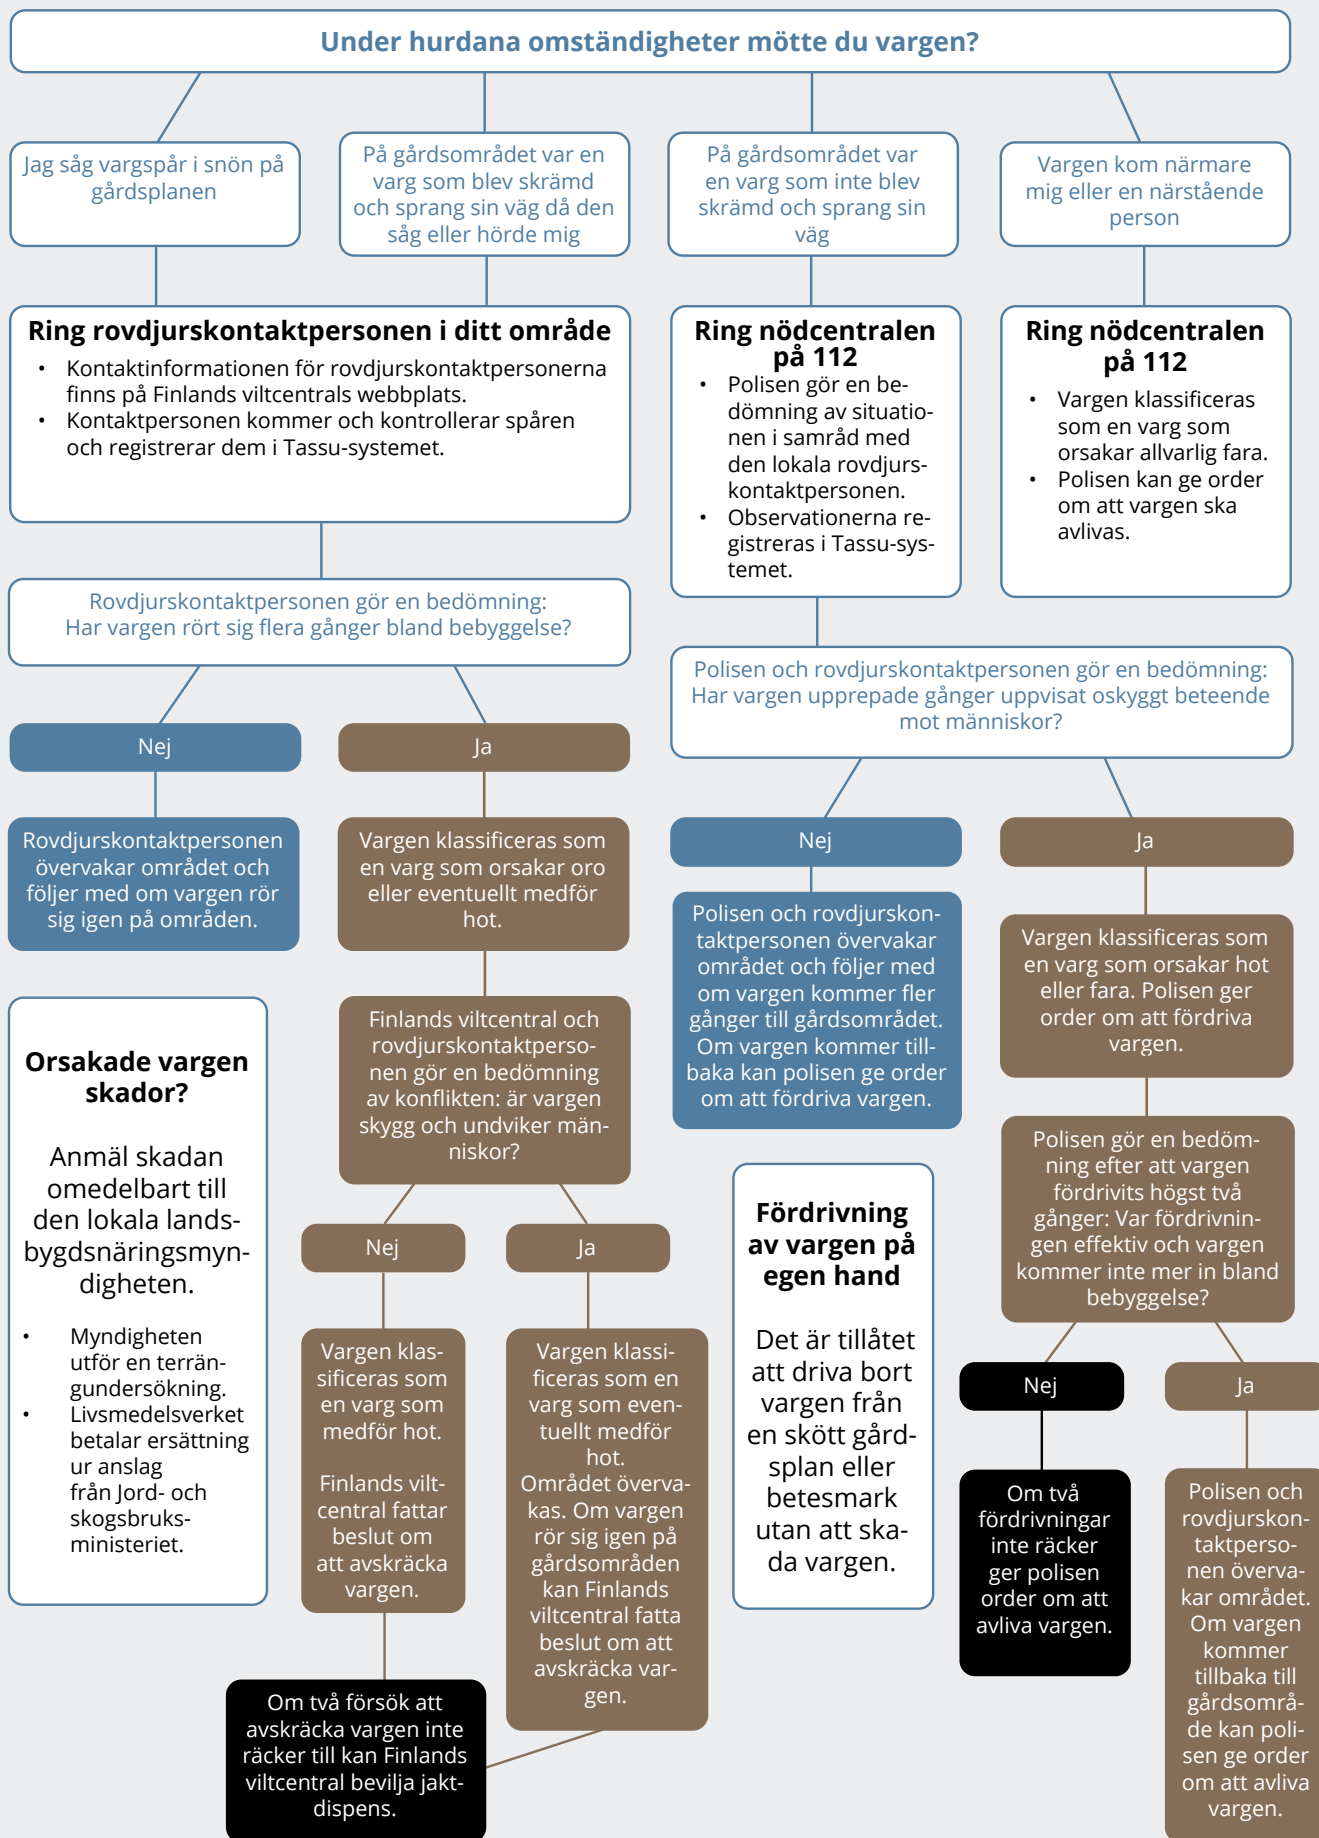 Under hurdana omständigheter mötte du vargen?
Jag såg vargspår i snön på
gårdsplanen
På gårdsområdet var en
varg som blev skrämd
och sprang sin väg då den
såg eller hörde mig
På gårdsområdet var
en varg som inte blev
skrämd och sprang sin
väg
Vargen kom närmare
mig eller en närstående
person
Ring rovdjurskontaktpersonen i ditt område
• Kontaktinformationen för rovdjurskontaktpersonerna
finns på Finlands viltcentrals webbplats.
• Kontaktpersonen kommer och kontrollerar spåren
och registrerar dem i Tassu-systemet.
Ring nödcentralen
på 112
• Polisen gör en be-
dömning av situatio-
nen i samråd med
den lokala rovdjurs-
kontaktpersonen.
• Observationerna re-
gistreras i Tassu-sys-
temet.
Ring nödcentralen
på 112
• Vargen klassificeras
som en varg som
orsakar allvarlig fara.
• Polisen kan ge order
om att vargen ska
avlivas.
Rovdjurskontaktpersonen gör en bedömning:
Har vargen rört sig flera gånger bland bebyggelse?
Polisen och rovdjurskontaktpersonen gör en bedömning:
Har vargen upprepade gånger uppvisat oskyggt beteende
mot människor?
Nej
Ja
Rovdjurskontaktpersonen
övervakar området och
följer med om vargen rör
sig igen på områden.
Vargen klassificeras som
en varg som orsakar oro
eller eventuellt medför
hot.
Nej
Ja
Polisen och rovdjurskon-
taktpersonen övervakar
området och följer med
om vargen kommer fler
gånger till gårdsområdet.
Om vargen kommer till-
baka kan polisen ge order
om att fördriva vargen.
Vargen klassificeras som
en varg som orsakar hot
eller fara. Polisen ger
order om att fördriva
vargen.
Orsakade vargen
skador?
Anmäl skadan
omedelbart till
den lokala lands-
bygdsnäringsmyn-
digheten.
• Myndigheten
utför en terrän-
gundersökning.
• Livsmedelsverket
betalar ersättning
ur anslag
från Jord- och
skogsbruks-
ministeriet.
Finlands viltcentral och
rovdjurskontaktperso-
nen gör en bedömning
av konflikten: är vargen
skygg och undviker män-
niskor?
Nej
Ja
Vargen klas-
sificeras som
en varg som
medför hot.
Finlands vilt-
central fattar
beslut om
att avskräcka
vargen.
Vargen klassi-
ficeras som en
varg som even-
tuellt medför
hot.
Området överva-
kas. Om vargen
rör sig igen på
gårdsområden
kan Finlands
viltcentral fatta
beslut om att
avskräcka var-
gen.
Om två försök att
avskräcka vargen inte
räcker till kan Finlands
viltcentral bevilja jakt-
dispens.
Fördrivning
av vargen på
egen hand
Det är tillåtet
att driva bort
vargen från
en skött gård-
splan eller
betesmark
utan att ska-
da vargen.
Polisen gör en bedöm-
ning efter att vargen
fördrivits högst två
gånger: Var fördrivnin-
gen effektiv och vargen
kommer inte mer in bland
bebyggelse?
Nej
Ja
Om två
fördrivningar
inte räcker
ger polisen
order om att
avliva vargen.
Polisen och
rovdjurskon-
taktperso-
nen överva-
kar området.
Om vargen
kommer
tillbaka till
gårdsområ-
de kan poli-
sen ge order
om att avliva
vargen.